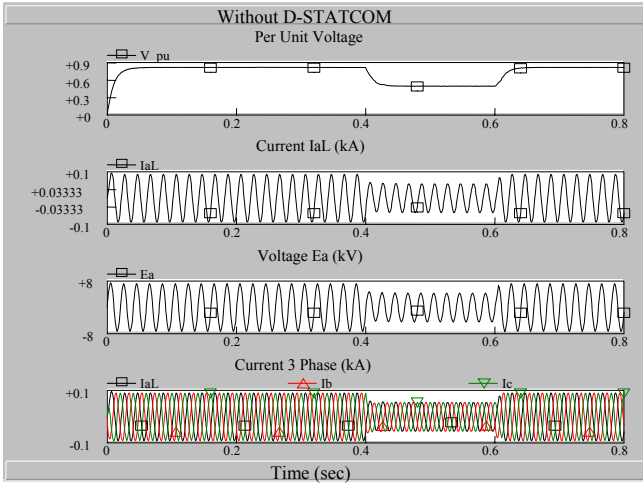 Without D-STATCOM
Per Unit Voltage
V pu
+0.9
+0.6
+0.3
+0
0 0.2 0.4 0.6 0.8
Current IaL (kA)
IaL
+0.1
+0.03333
-0.03333
-0.1
0 0.2 0.4 0.6 0.8
Voltage Ea (kV)
Ea
+8
-8
0 0.2 0.4 0.6 0.8
Current 3 Phase (kA)
IaL Ib Ic
+0.1
-0.1
0 0.2 0.4 0.6 0.8
Time (sec)